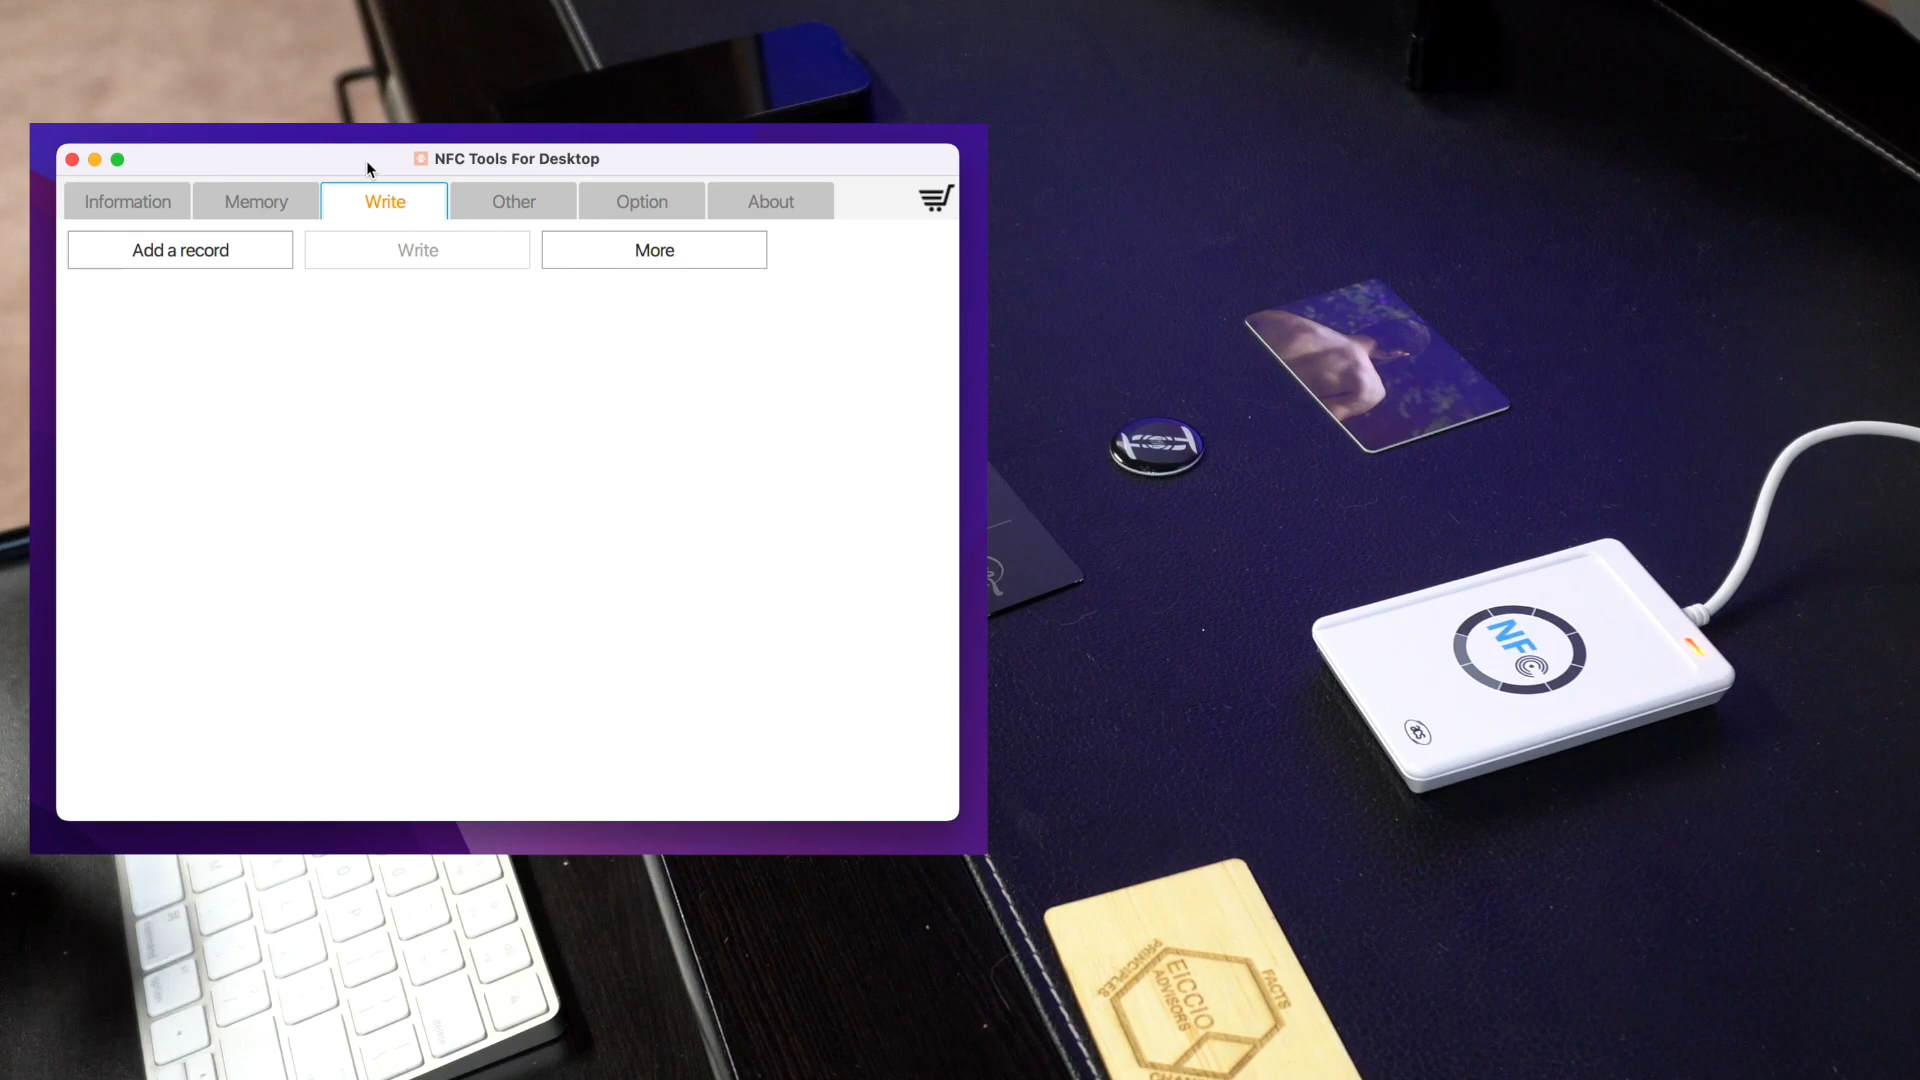 NFC Tools For Desktop
Information
Memory
Write
Other
Option
About
Add a record
Write
More
NFC
acs
PRINCIPLES
FACTS
EICCIO
ADVISORS